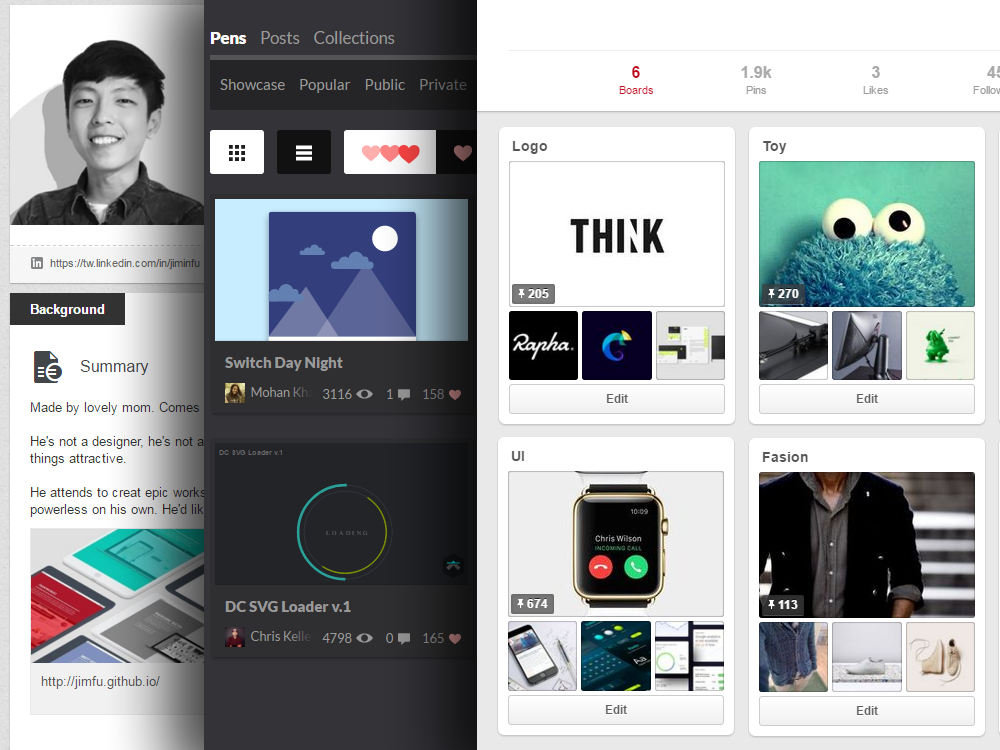 https://tw.linkedin.com/in/jiminfu
Background
Summary
Made by lovely mom. Comes
He's not a designer, he's not a
things attractive.
He attends to creat epic works
powerless on his own. He'd lik
http://jimfu.github.io/
Pens Posts Collections
Showcase Popular Public Private
Switch Day Night
Mohan Kh 3116 1 158
DC SVG Loader v.1
LOADING
DC SVG Loader v.1
Chris Kelle 4798 0 165
6 1.9k 3 45
Boards Pins Likes Follow
Logo
THINK
205
Rapha.
Edit
Toy
270
Edit
UI
10:09
Chris Wilson
INCOMING CALL
674
Aa
Edit
Fasion
113
Edit